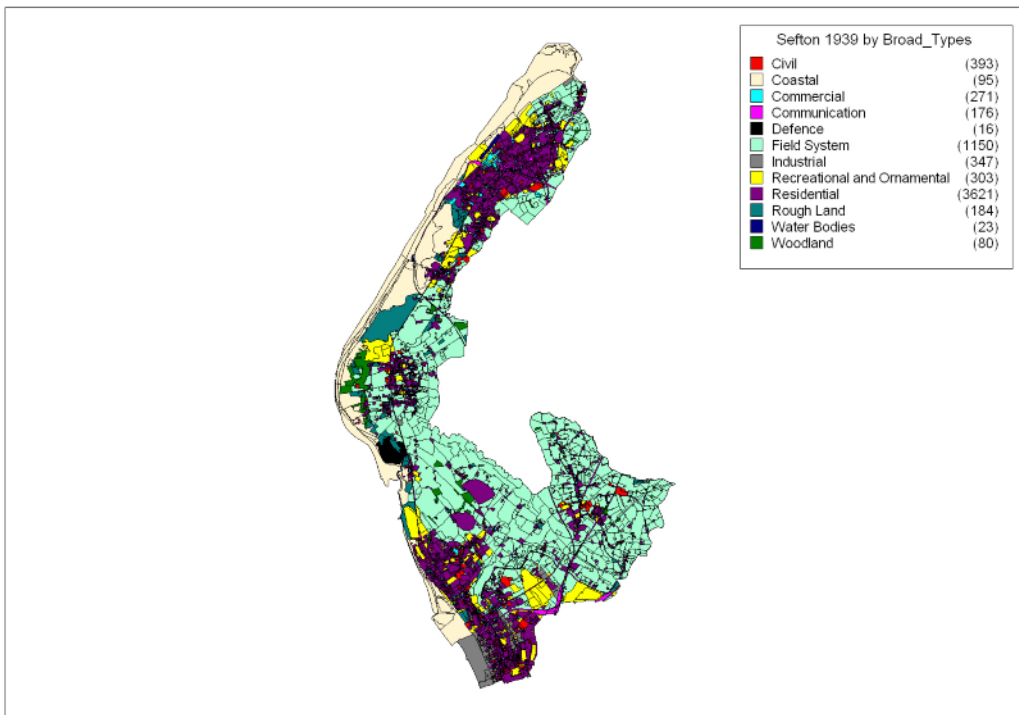 Sefton 1939 by Broad_Types
Civil (393)
Coastal (95)
Commercial (271)
Communication (176)
Defence (16)
Field System (1150)
Industrial (347)
Recreational and Ornamental (303)
Residential (3621)
Rough Land (184)
Water Bodies (23)
Woodland (80)